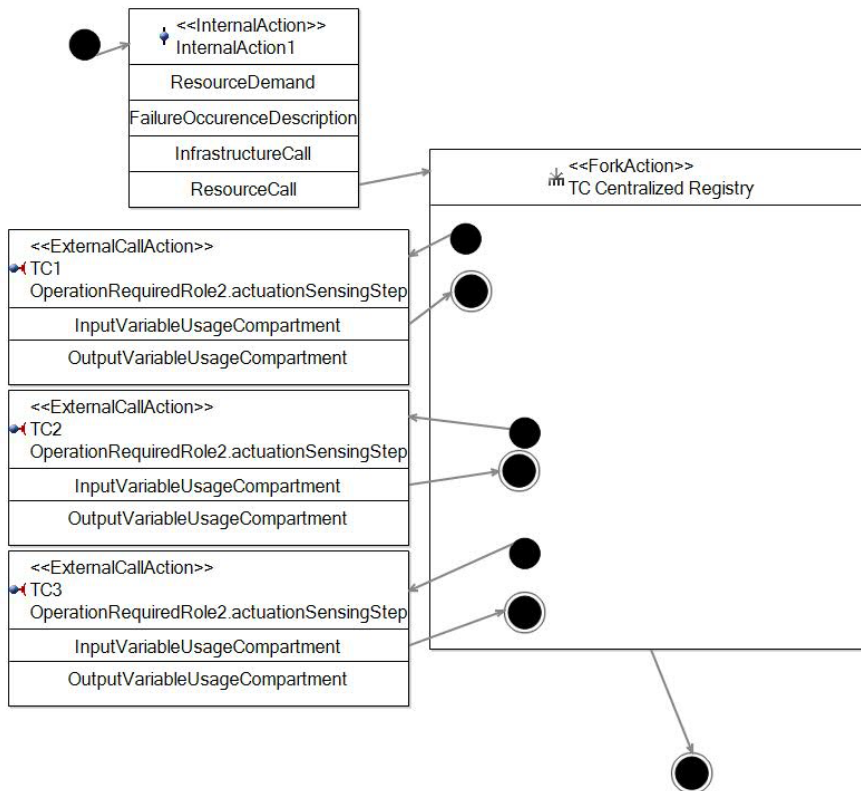 <<InternalAction>>
InternalAction1
ResourceDemand
FailureOccurenceDescription
InfrastructureCall
ResourceCall
<<ForkAction>>
TC Centralized Registry
<<ExternalCallAction>>
TC1
OperationRequiredRole2.actuationSensingStep
InputVariableUsageCompartment
OutputVariableUsageCompartment
<<ExternalCallAction>>
TC2
OperationRequiredRole2.actuationSensingStep
InputVariableUsageCompartment
OutputVariableUsageCompartment
<<ExternalCallAction>>
TC3
OperationRequiredRole2.actuationSensingStep
InputVariableUsageCompartment
OutputVariableUsageCompartment